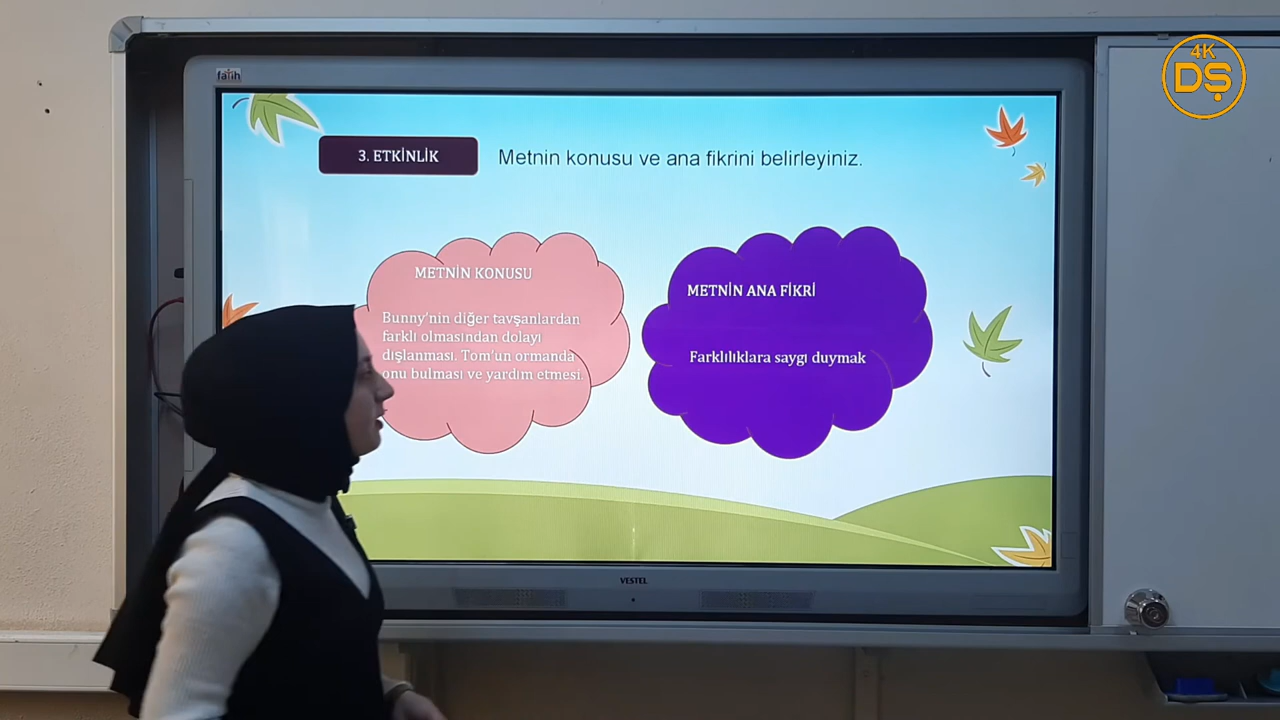 4K
DŞ
fatih
3. ETKİNLİK
Metnin konusu ve ana fikrini belirleyiniz.
METNİN KONUSU
Bunny'nin diğer tavşanlardan
farklı olmasından dolayı
dışlanması. Tom'un ormanda
onu bulması ve yardım etmesi.
METNİN ANA FİKRİ
Farklılıklara saygı duymak
VESTEL